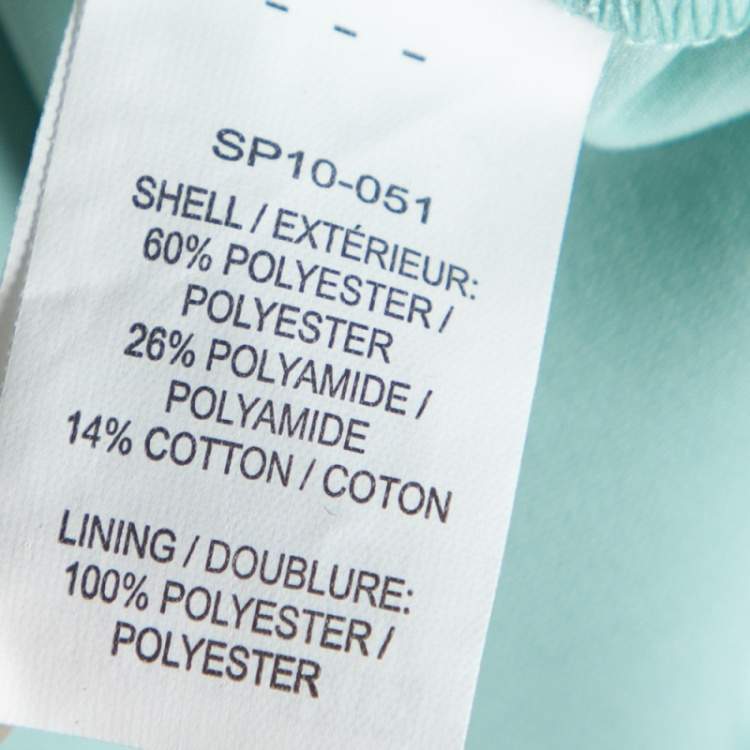 SP10-051
SHELL / EXTÉRIEUR:
60% POLYESTER /
POLYESTER
26% POLYAMIDE /
POLYAMIDE
14% COTTON / COTON
LINING / DOUBLURE:
100% POLYESTER /
POLYESTER